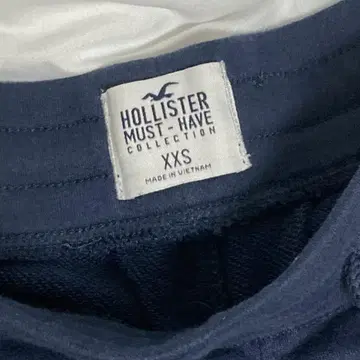 HOLLISTER
MUST-HAVE
COLLECTION
XXS
MADE IN VIETNAM